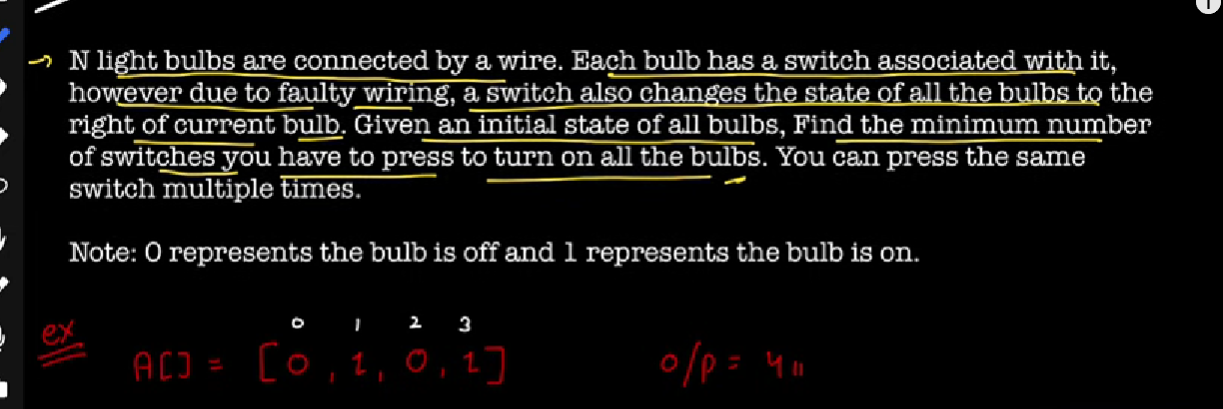 → N light bulbs are connected by a wire. Each bulb has a switch associated with it,
however due to faulty wiring, a switch also changes the state of all the bulbs to the
right of current bulb. Given an initial state of all bulbs, Find the minimum number
of switches you have to press to turn on all the bulbs. You can press the same
switch multiple times.
Note: 0 represents the bulb is off and 1 represents the bulb is on.
0 1 2 3
ex
A[] = [0, 1, 0, 1] o/p = 4